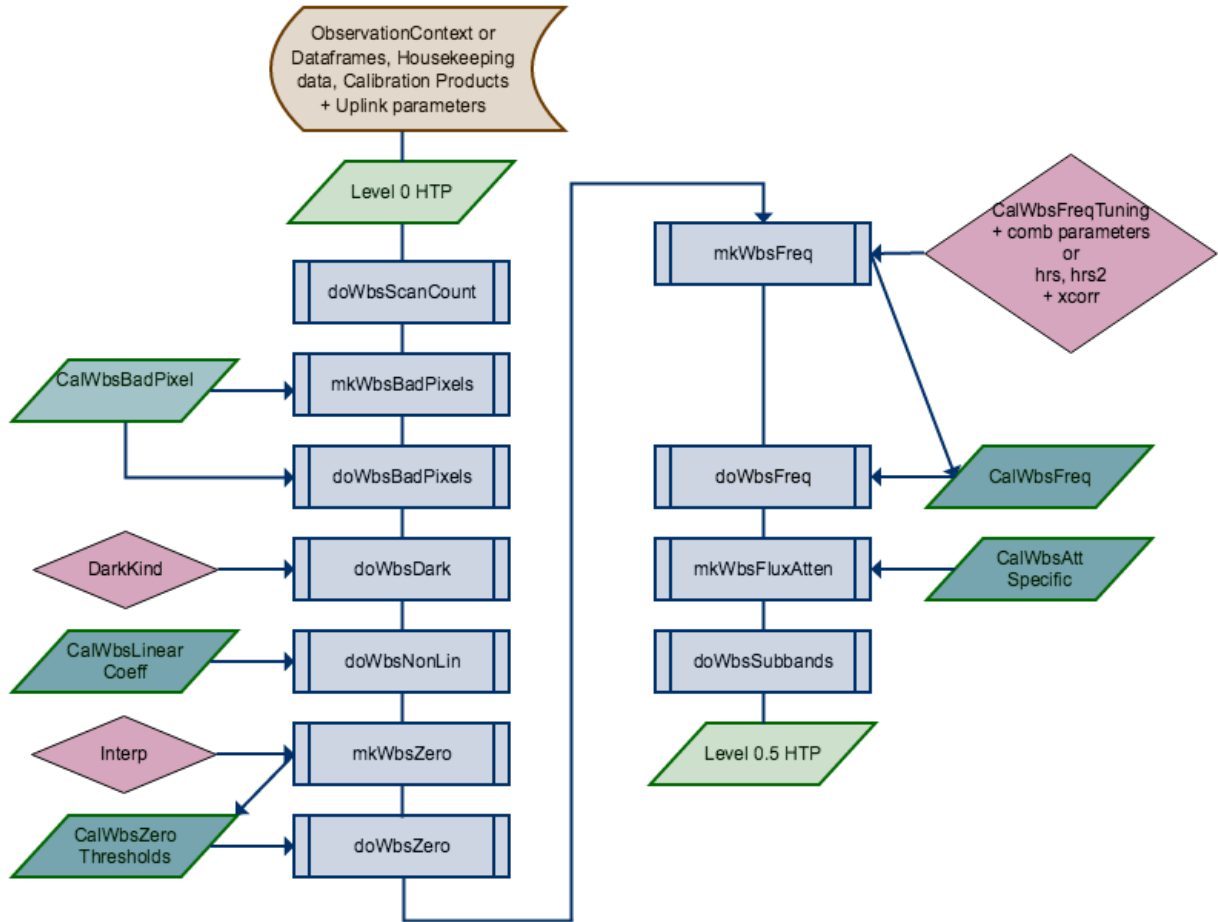 ObservationContext or
Dataframes, Housekeeping
data, Calibration Products
+ Uplink parameters
Level 0 HTP
doWbsScanCount
CalWbsBadPixel
mkWbsBadPixels
doWbsBadPixels
DarkKind
doWbsDark
CalWbsLinear
Coeff
doWbsNonLin
Interp
mkWbsZero
CalWbsZero
Thresholds
doWbsZero
mkWbsFreq
CalWbsFreqTuning
+ comb parameters
or
hrs, hrs2
+ xcorr
doWbsFreq
CalWbsFreq
mkWbsFluxAtten
CalWbsAtt
Specific
doWbsSubbands
Level 0.5 HTP